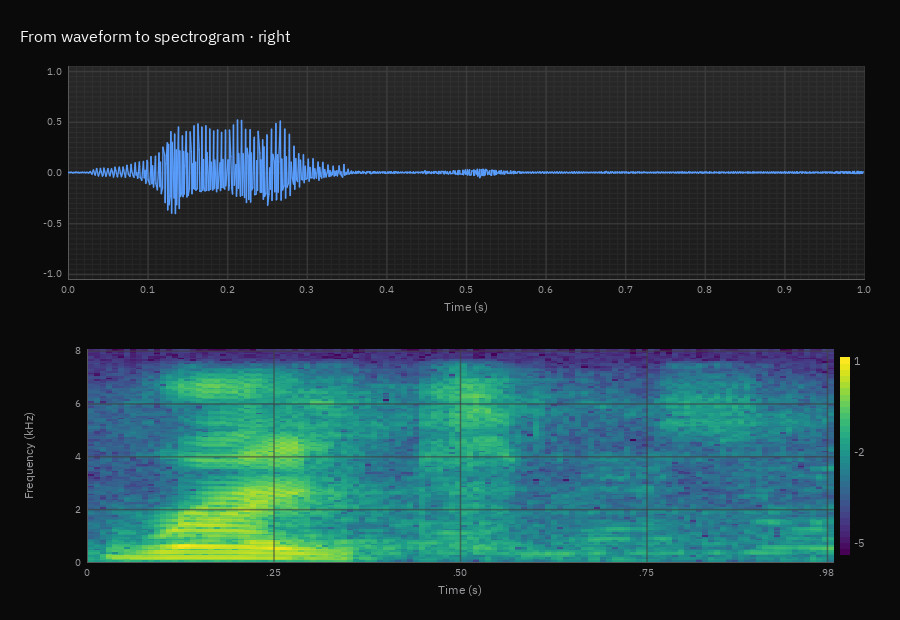 From waveform to spectrogram · right
1.0
0.5
0.0
-0.5
-1.0
0.0 0.1 0.2 0.3 0.4 0.5 0.6 0.7 0.8 0.9 1.0
Time (s)
8
6
4
2
0
Frequency (kHz)
0 .25 .50 .75 .98
Time (s)
1
-2
-5